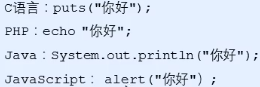 C语言：puts("你好");
PHP：echo "你好";
Java：System.out.println("你好");
JavaScript： alert("你好") ;